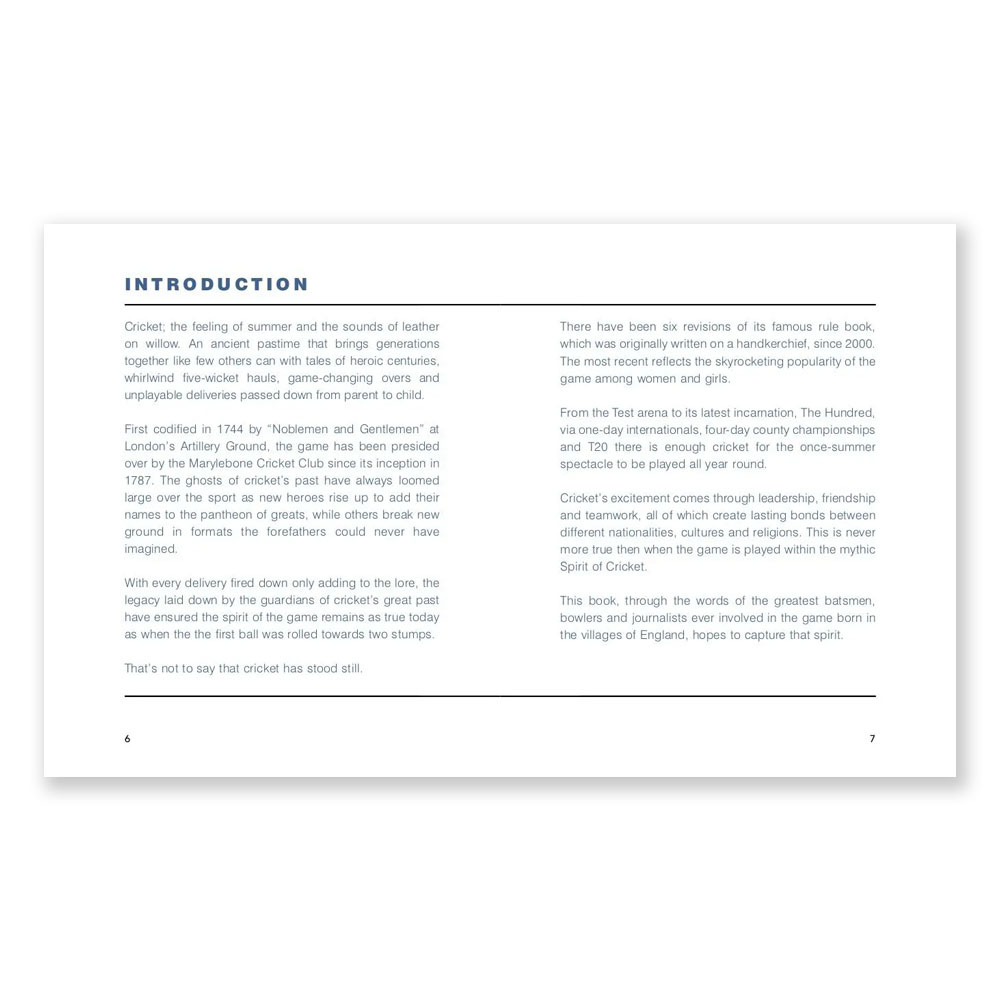 INTRODUCTION
Cricket; the feeling of summer and the sounds of leather
on willow. An ancient pastime that brings generations
together like few others can with tales of heroic centuries,
whirlwind five-wicket hauls, game-changing overs and
unplayable deliveries passed down from parent to child.
First codified in 1744 by “Noblemen and Gentlemen” at
London’s Artillery Ground, the game has been presided
over by the Marylebone Cricket Club since its inception in
1787. The ghosts of cricket’s past have always loomed
large over the sport as new heroes rise up to add their
names to the pantheon of greats, while others break new
ground in formats the forefathers could never have
imagined.
With every delivery fired down only adding to the lore, the
legacy laid down by the guardians of cricket’s great past
have ensured the spirit of the game remains as true today
as when the the first ball was rolled towards two stumps.
That’s not to say that cricket has stood still.
There have been six revisions of its famous rule book,
which was originally written on a handkerchief, since 2000.
The most recent reflects the skyrocketing popularity of the
game among women and girls.
From the Test arena to its latest incarnation, The Hundred,
via one-day internationals, four-day county championships
and T20 there is enough cricket for the once-summer
spectacle to be played all year round.
Cricket’s excitement comes through leadership, friendship
and teamwork, all of which create lasting bonds between
different nationalities, cultures and religions. This is never
more true then when the game is played within the mythic
Spirit of Cricket.
This book, through the words of the greatest batsmen,
bowlers and journalists ever involved in the game born in
the villages of England, hopes to capture that spirit.
6
7